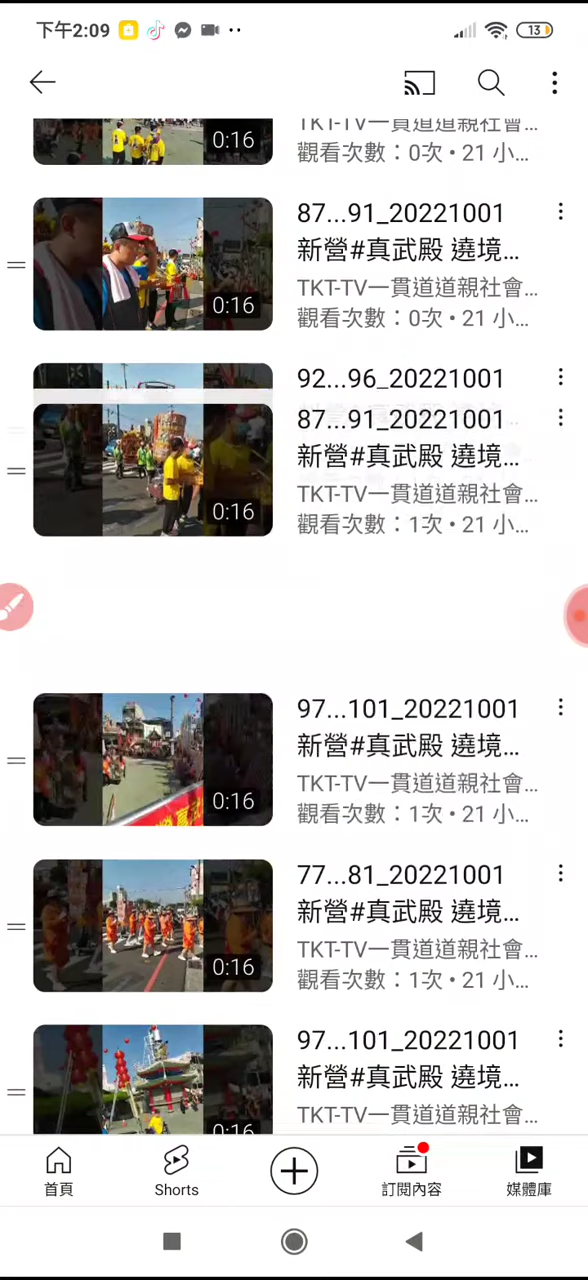 下午2:09
13
0:16
TKT-TV一貫道道親社會...
觀看次數：0次 • 21 小...
87...91_20221001
新營#真武殿 遶境...
TKT-TV一貫道道親社會...
觀看次數：0次 • 21 小...
0:16
92...96_20221001
87...91_20221001
新營#真武殿 遶境...
TKT-TV一貫道道親社會...
觀看次數：1次 • 21 小...
0:16
97...101_20221001
新營#真武殿 遶境...
TKT-TV一貫道道親社會...
觀看次數：1次 • 21 小...
0:16
77...81_20221001
新營#真武殿 遶境...
TKT-TV一貫道道親社會...
觀看次數：1次 • 21 小...
0:16
97...101_20221001
新營#真武殿 遶境...
TKT-TV一貫道道親社會...
0:16
首頁
Shorts
訂閱內容
媒體庫